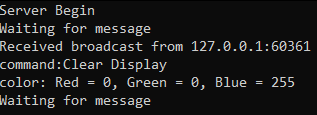 Server Begin
Waiting for message
Received broadcast from 127.0.0.1:60361
command:Clear Display
color: Red = 0, Green = 0, Blue = 255
Waiting for message